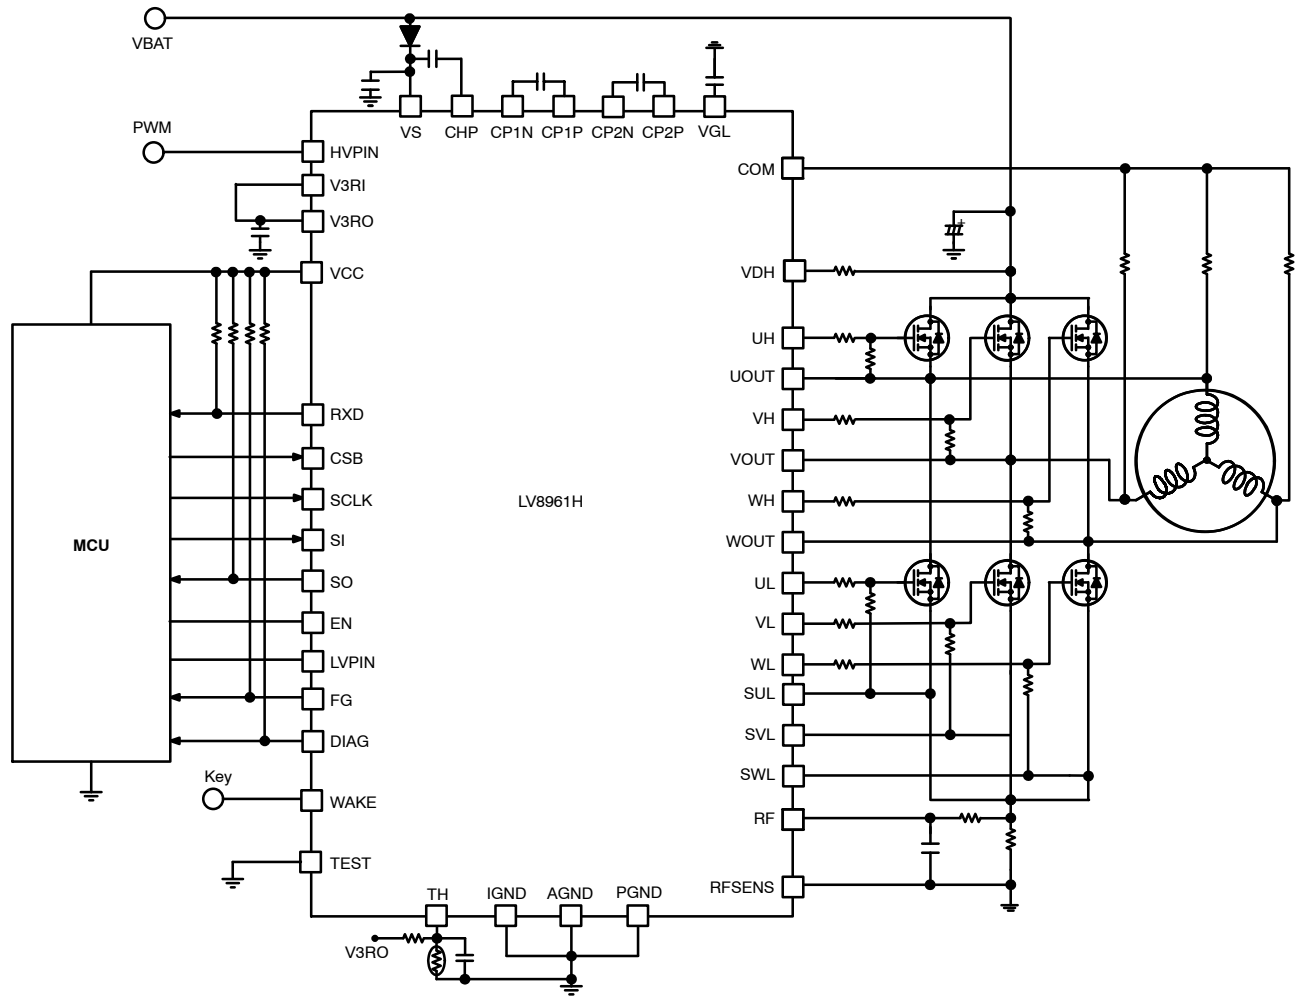 VBAT
VS
CHP
CP1N
CP1P
CP2N
CP2P
VGL
PWM
HVPIN
V3RI
V3RO
VCC
RXD
CSB
SCLK
SI
SO
EN
LVPIN
FG
DIAG
WAKE
TEST
MCU
Key
LV8961H
COM
VDH
+
UH
UOUT
VH
VOUT
WH
WOUT
UL
VL
WL
SUL
SVL
SWL
RF
RFSENS
TH
IGND
AGND
PGND
V3RO